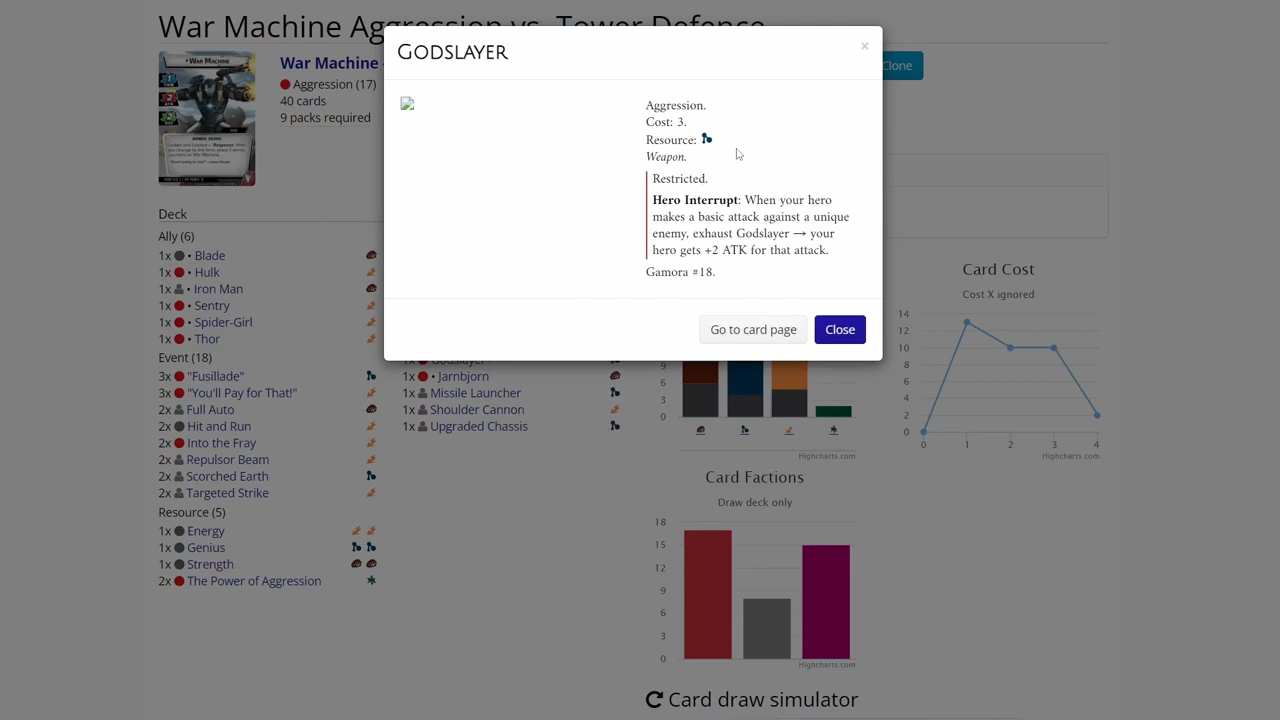 War Machine Aggression vs. Tower Defence
GODSLAYER
×
WAR MACHINE
War Machine
Aggression (17)
40 cards
9 packs required
Clone
Aggression.
Cost: 3.
Resource:
Weapon.
Restricted.
Hero Interrupt: When your hero
makes a basic attack against a unique
enemy, exhaust Godslayer → your
hero gets +2 ATK for that attack.
Gamora #18.
Go to card page
Close
Deck
Ally (6)
1x • Blade
1x • Hulk
1x • Iron Man
1x • Sentry
1x • Spider-Girl
1x • Thor
Event (18)
3x "Fusillade"
3x "You'll Pay for That!"
2x Full Auto
2x Hit and Run
2x Into the Fray
2x Repulsor Beam
2x Scorched Earth
2x Targeted Strike
Resource (5)
1x Energy
1x Genius
1x Strength
2x The Power of Aggression
1x Godslayer
1x • Jarnbjorn
1x Missile Launcher
1x Shoulder Cannon
1x Upgraded Chassis
9
6
3
0
Highcharts.com
Card Cost
Cost X ignored
14
12
10
8
6
4
2
0
0 1 2 3 4
Highcharts.com
Card Factions
Draw deck only
18
15
12
9
6
3
0
Highcharts.com
Card draw simulator